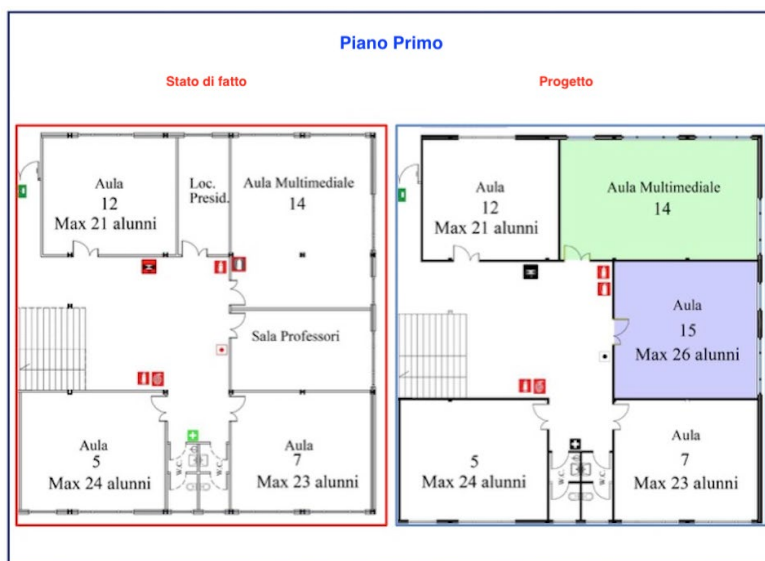 Piano Primo
Stato di fatto
Progetto
Aula
12
Max 21 alunni
Loc.
Presid.
Aula Multimediale
14
Sala Professori
Aula
5
Max 24 alunni
W.C.
W.C.
Aula
7
Max 23 alunni
Aula
12
Max 21 alunni
Aula Multimediale
14
Aula
15
Max 26 alunni
5
Max 24 alunni
W.C.
W.C.
Aula
7
Max 23 alunni